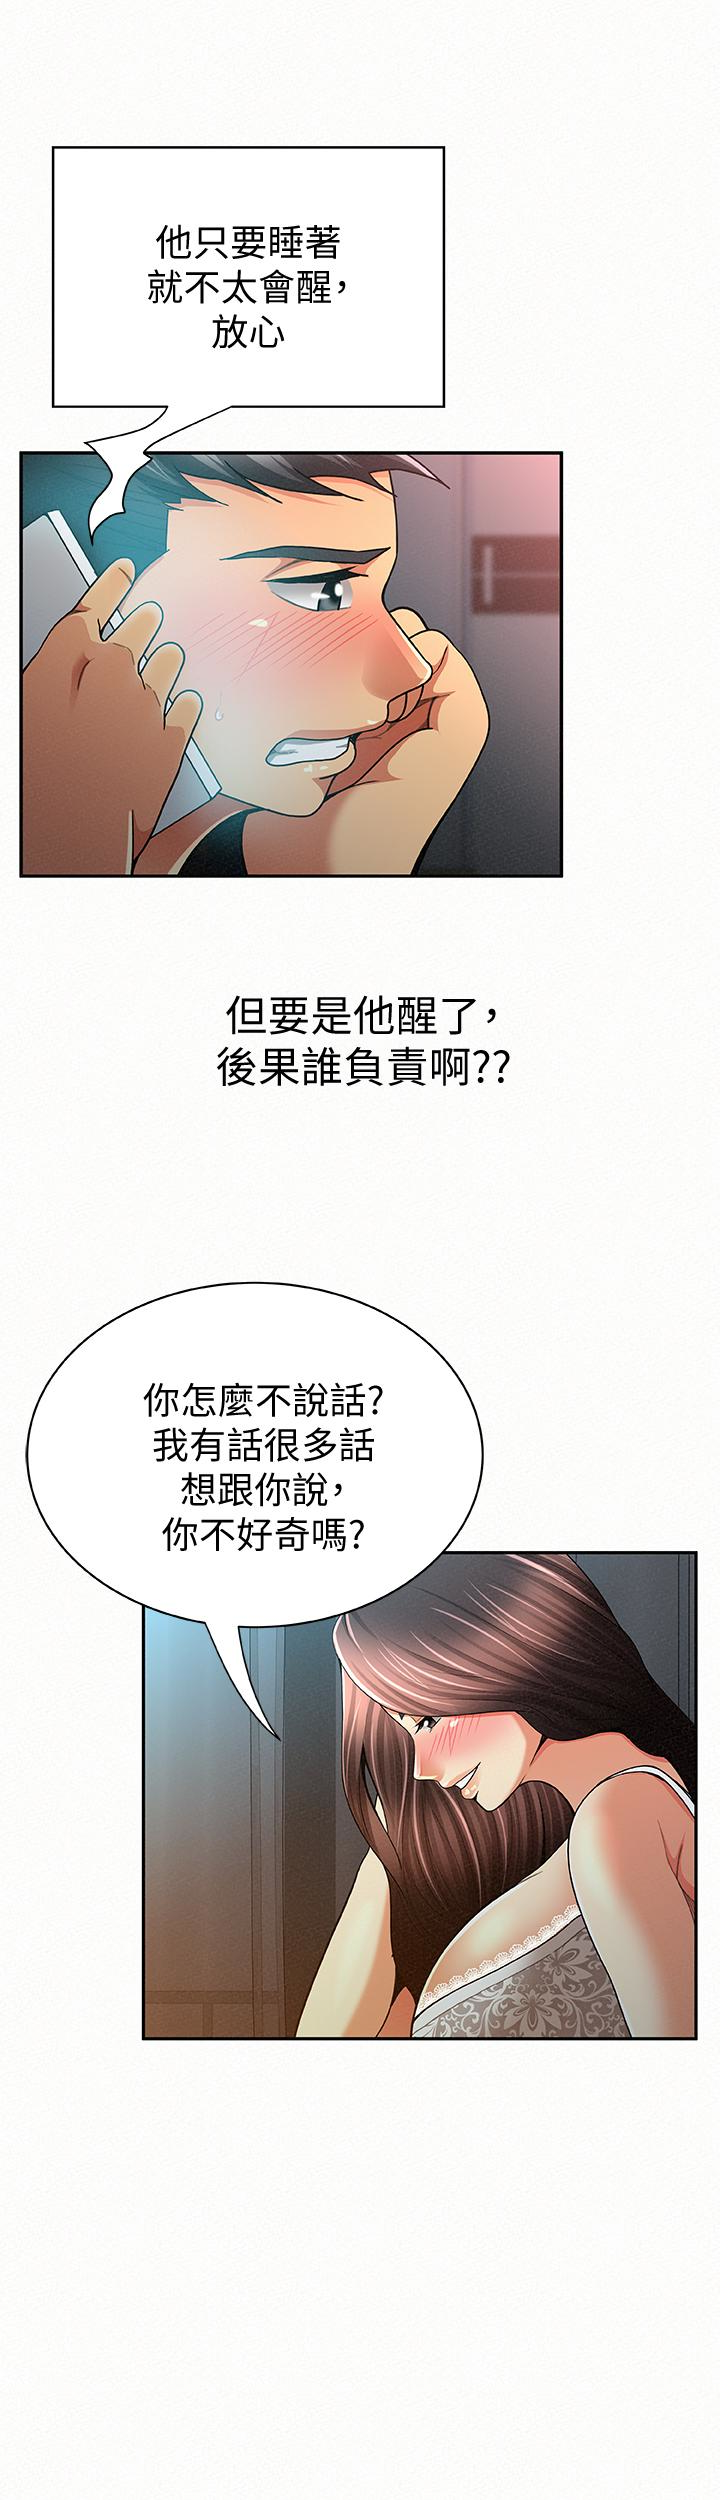 他只要睡著
就不太會醒，
放心
但要是他醒了，
後果誰負責啊??
你怎麼不說話?
我有話很多話
想跟你說，
你不好奇嗎?